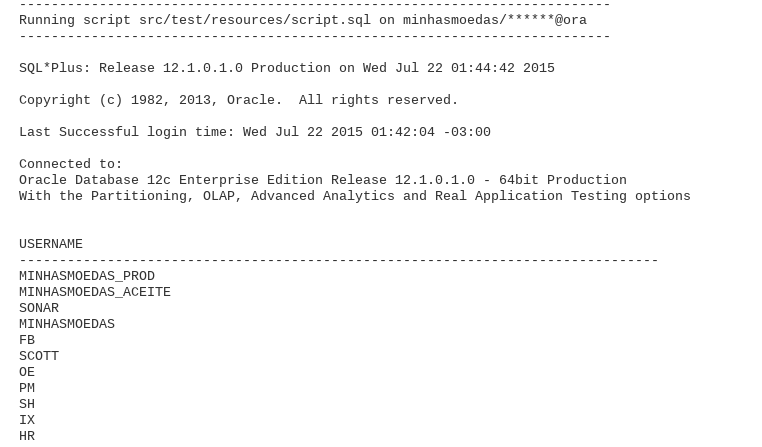 --------------------------------------------------------------------------
Running script src/test/resources/script.sql on minhasmoedas/******@ora
--------------------------------------------------------------------------
SQL*Plus: Release 12.1.0.1.0 Production on Wed Jul 22 01:44:42 2015
Copyright (c) 1982, 2013, Oracle.  All rights reserved.
Last Successful login time: Wed Jul 22 2015 01:42:04 -03:00
Connected to:
Oracle Database 12c Enterprise Edition Release 12.1.0.1.0 - 64bit Production
With the Partitioning, OLAP, Advanced Analytics and Real Application Testing options
USERNAME
--------------------------------------------------------------------------------
MINHASMOEDAS_PROD
MINHASMOEDAS_ACEITE
SONAR
MINHASMOEDAS
FB
SCOTT
OE
PM
SH
IX
HR